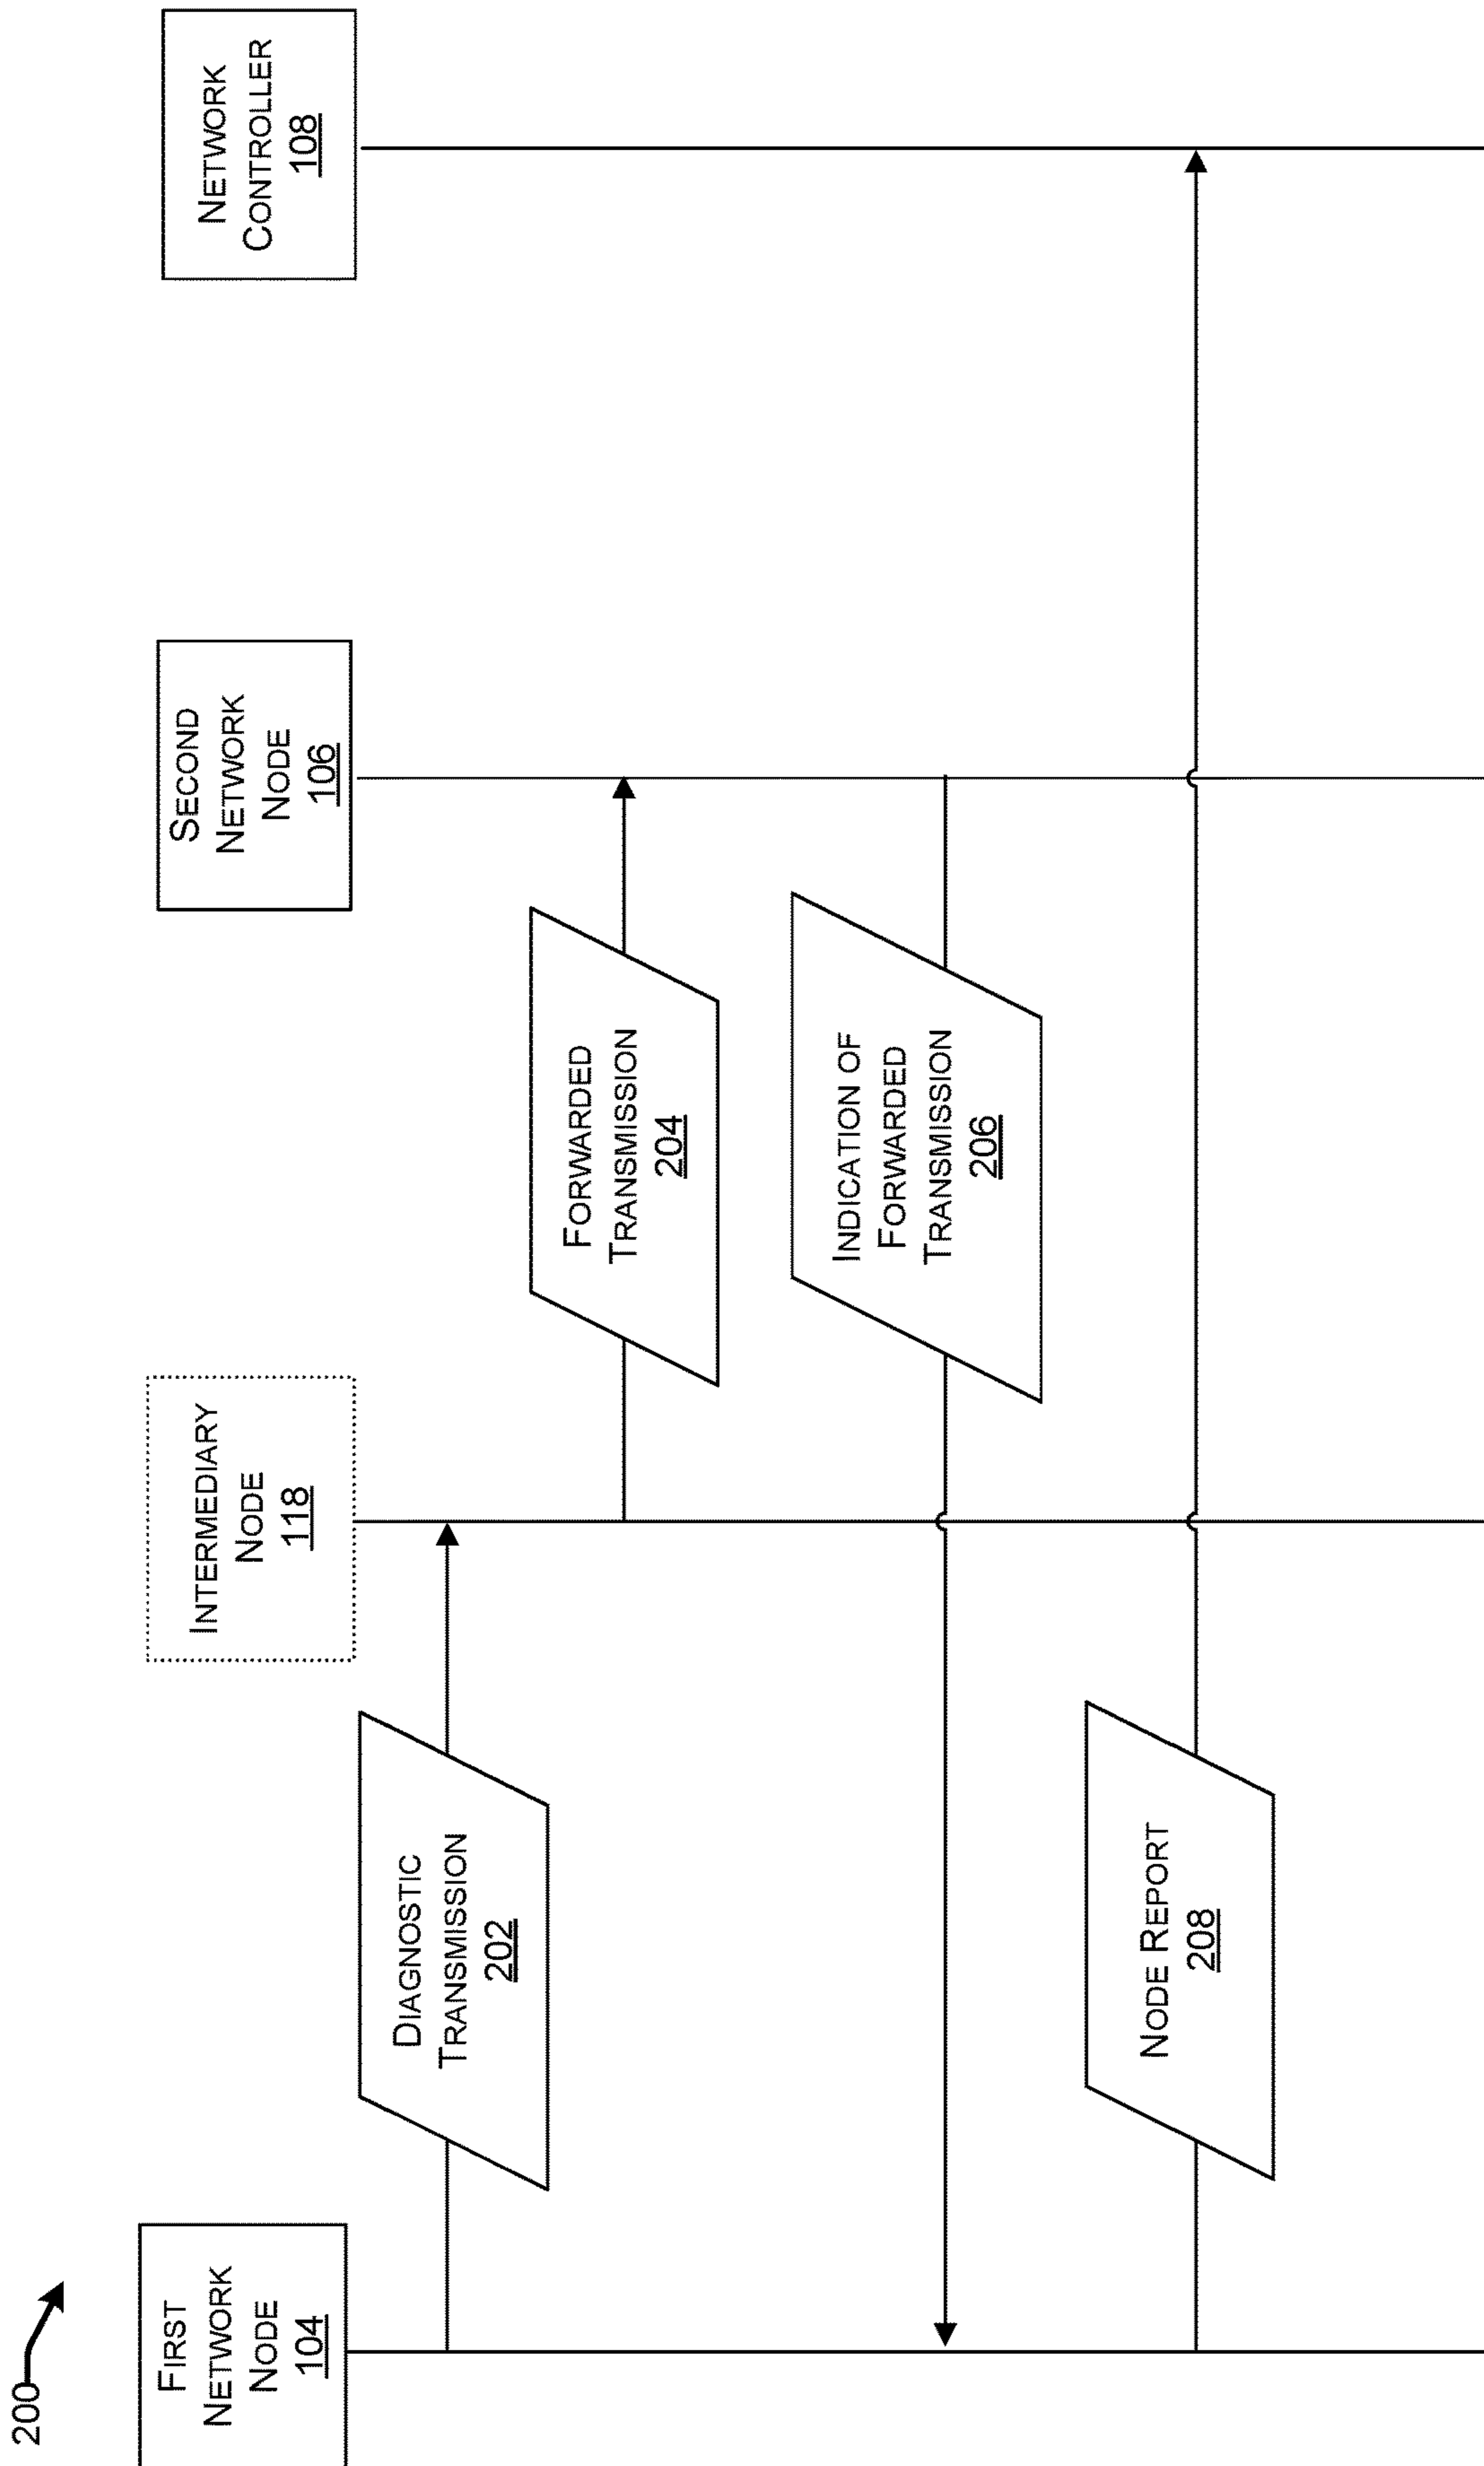 200
FIRST
NETWORK
NODE
104
INTERMEDIARY
NODE
118
SECOND
NETWORK
NODE
106
NETWORK
CONTROLLER
108
DIAGNOSTIC
TRANSMISSION
202
FORWARDED
TRANSMISSION
204
INDICATION OF
FORWARDED
TRANSMISSION
206
NODE REPORT
208